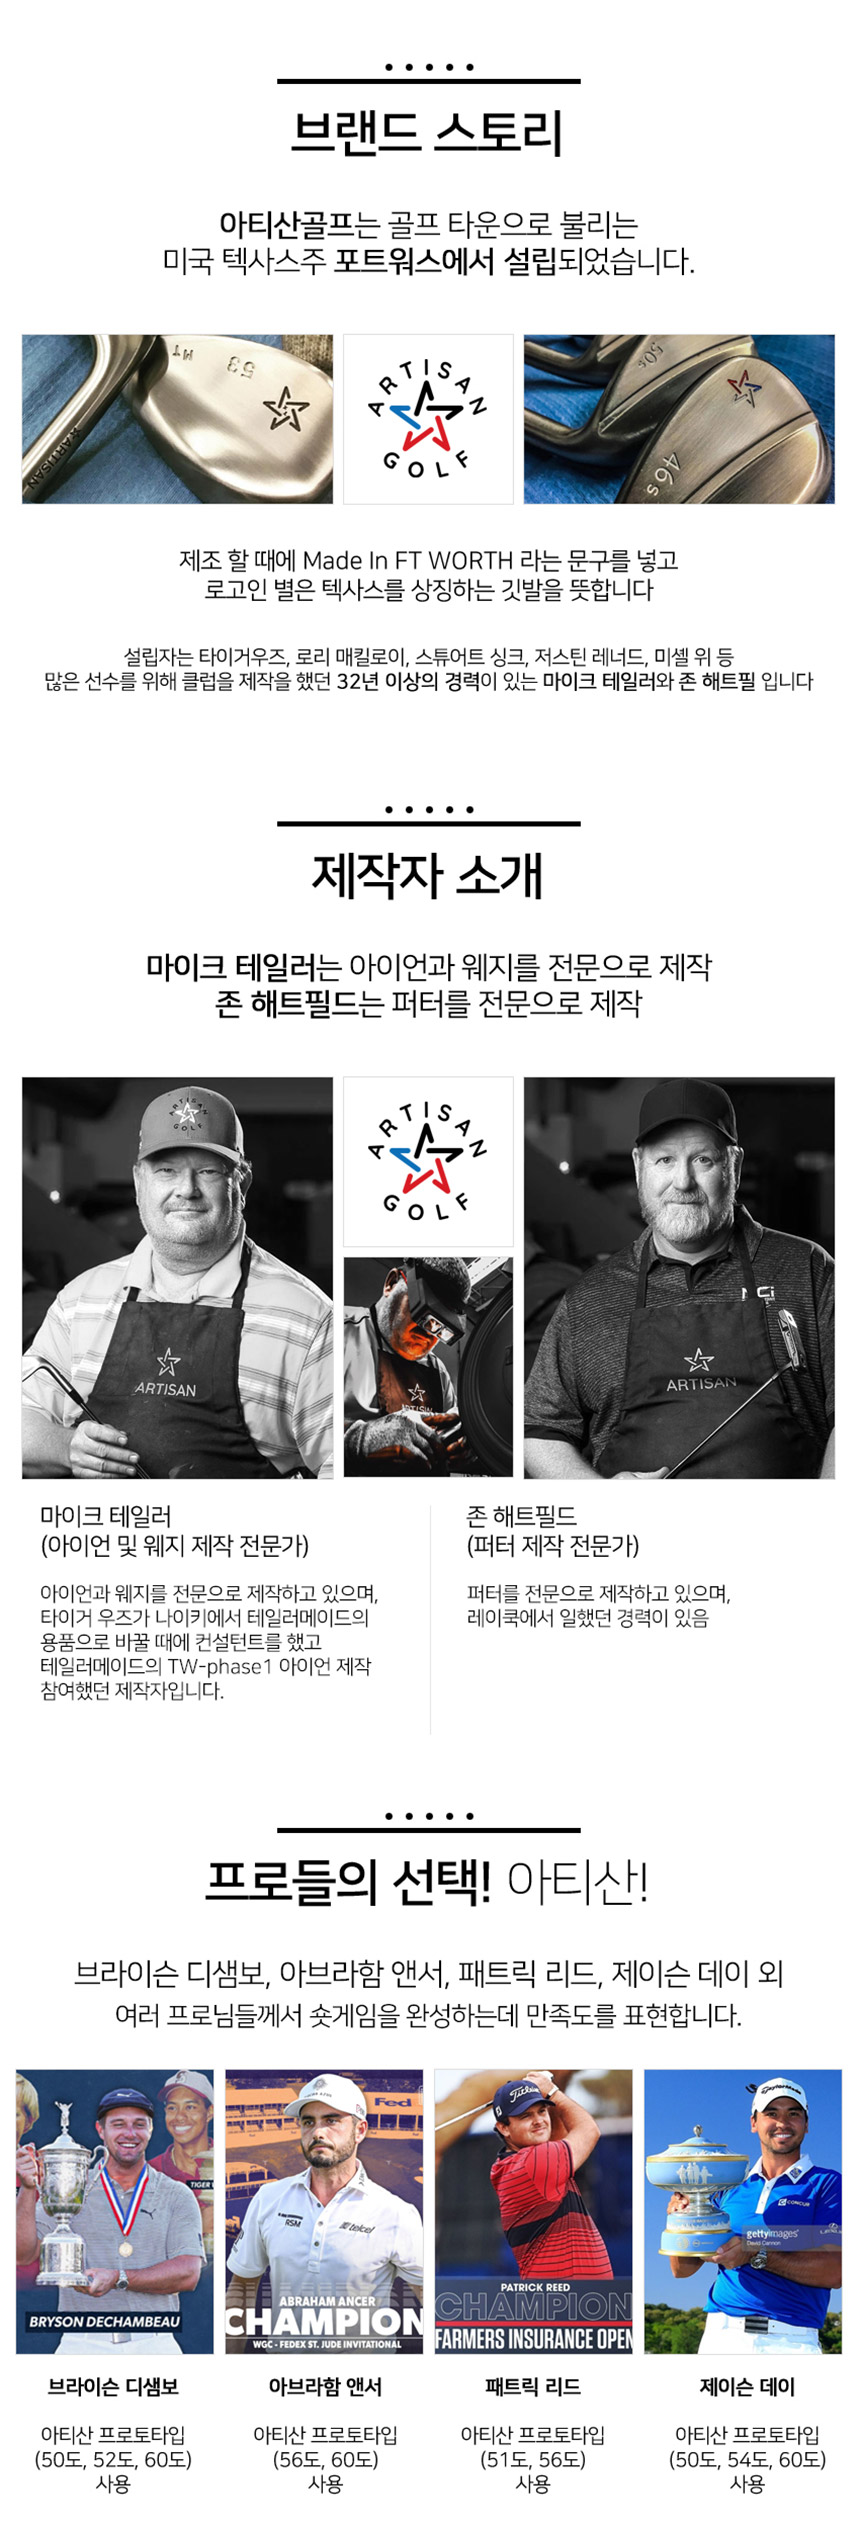 브랜드 스토리
아티산골프는 골프 타운으로 불리는
미국 텍사스주 포트워스에서 설립되었습니다.
MT
53
ARTISAN
ARTISAN
GOLF
50s
46s
제조 할 때에 Made In FT WORTH 라는 문구를 넣고
로고인 별은 텍사스를 상징하는 깃발을 뜻합니다
설립자는 타이거우즈, 로리 매킬로이, 스튜어트 싱크, 저스틴 레너드, 미셸 위 등
많은 선수를 위해 클럽을 제작을 했던 32년 이상의 경력이 있는 마이크 테일러와 존 해트필 입니다
제작자 소개
마이크 테일러는 아이언과 웨지를 전문으로 제작
존 해트필드는 퍼터를 전문으로 제작
ARTISAN
GOLF
ARTISAN
ARTISAN
GOLF
ARTISAN
ARTISAN
마이크 테일러
(아이언 및 웨지 제작 전문가)
아이언과 웨지를 전문으로 제작하고 있으며,
타이거 우즈가 나이키에서 테일러메이드의
용품으로 바꿀 때에 컨설턴트를 했고
테일러메이드의 TW-phase1 아이언 제작
참여했던 제작자입니다.
존 해트필드
(퍼터 제작 전문가)
퍼터를 전문으로 제작하고 있으며,
레이쿡에서 일했던 경력이 있음
프로들의 선택! 아티산!
브라이슨 디샘보, 아브라함 앤서, 패트릭 리드, 제이슨 데이 외
여러 프로님들께서 숏게임을 완성하는데 만족도를 표현합니다.
TIGER
BRYSON DECHAMBEAU
Fed
RSM
telcel
ABRAHAM ANCER
CHAMPION
WGC - FEDEX ST. JUDE INVITATIONAL
Titleist
PATRICK REED
CHAMPION
FARMERS INSURANCE OPEN
TaylorMade
CONCUR
gettyimages
David Cannon
브라이슨 디샘보
아티산 프로토타입
(50도, 52도, 60도)
사용
아브라함 앤서
아티산 프로토타입
(56도, 60도)
사용
패트릭 리드
아티산 프로토타입
(51도, 56도)
사용
제이슨 데이
아티산 프로토타입
(50도, 54도, 60도)
사용